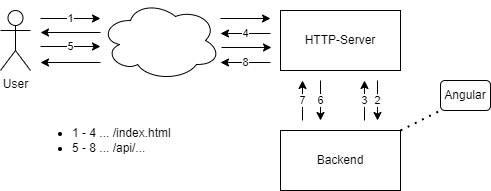 1
4
5
8
HTTP-Server
User
7
6
3
2
Angular
1 - 4 ... /index.html
5 - 8 ... /api/...
Backend